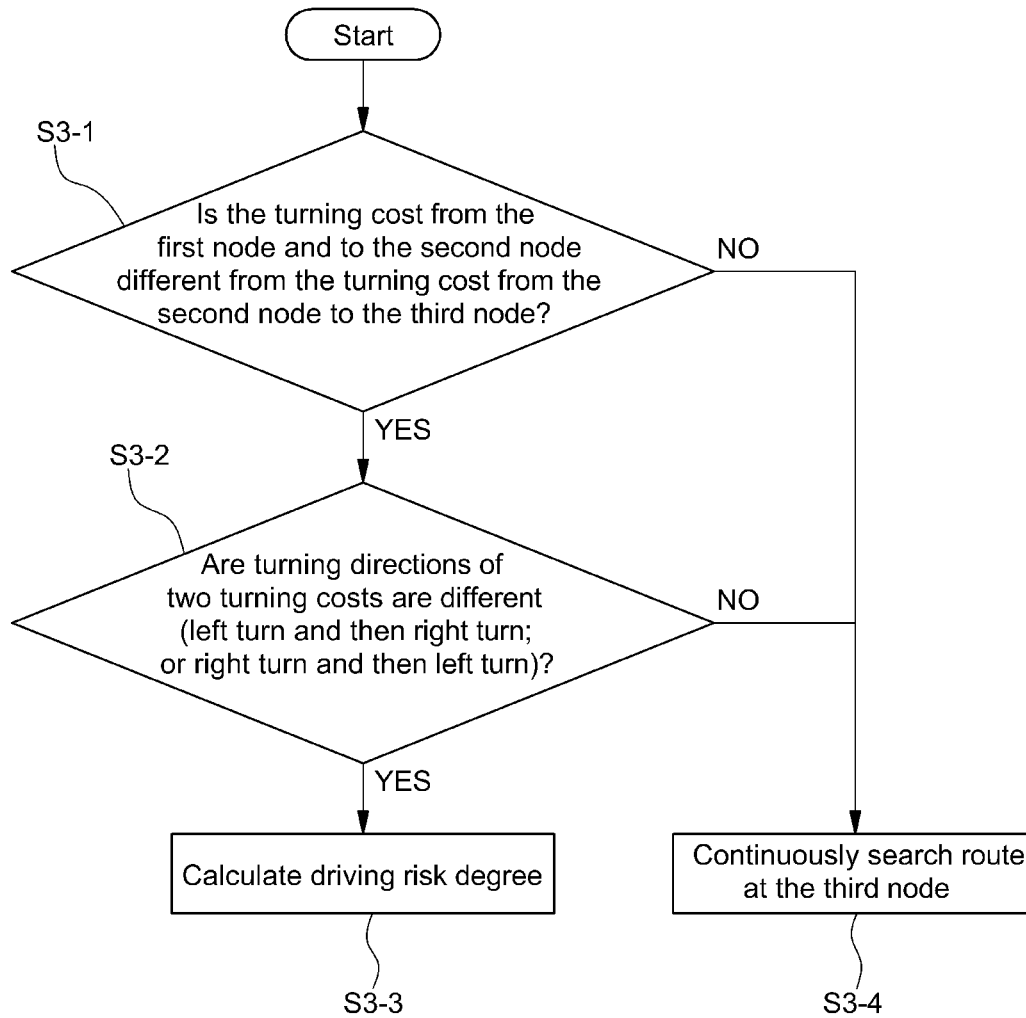 Start
S3-1
Is the turning cost from the
first node and to the second node
different from the turning cost from the
second node to the third node?
NO
YES
S3-2
Are turning directions of
two turning costs are different
(left turn and then right turn;
or right turn and then left turn)?
NO
YES
Calculate driving risk degree
Continuously search route
at the third node
S3-3
S3-4